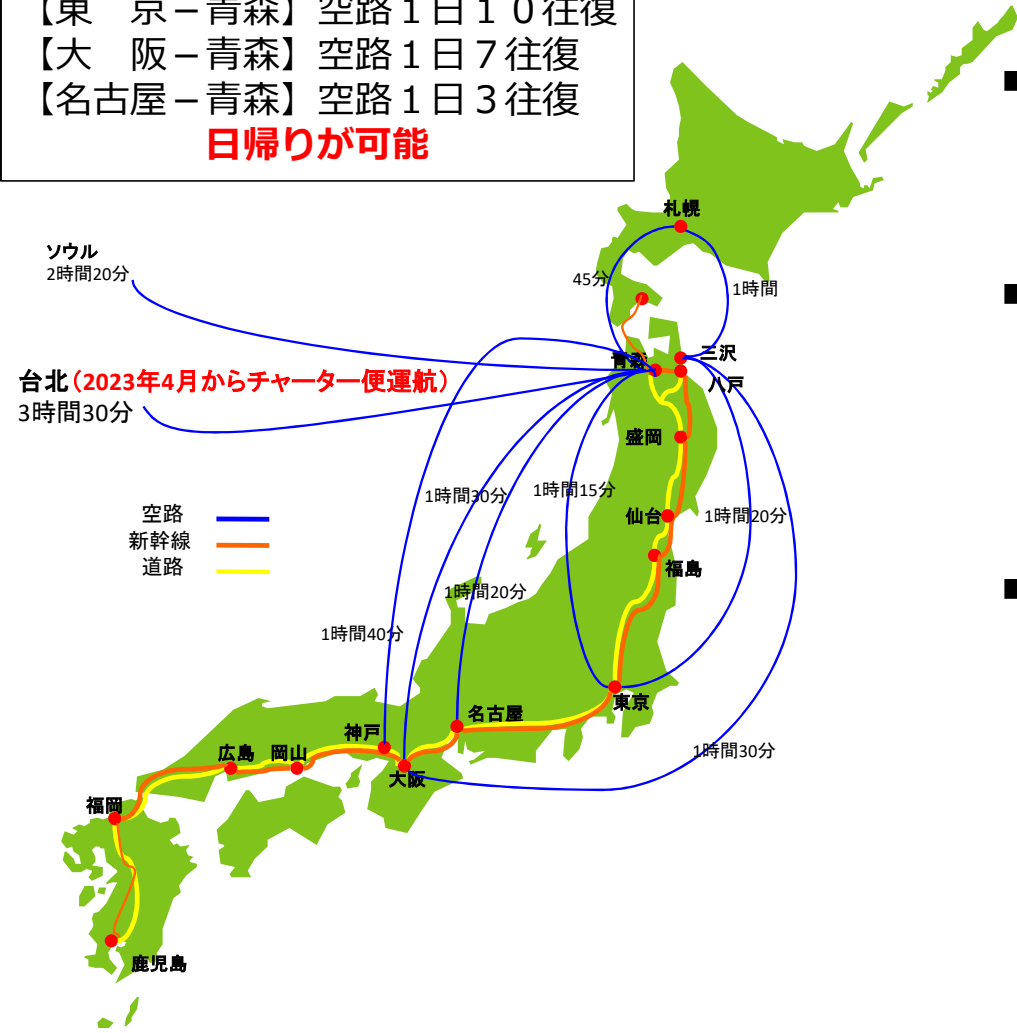 【東　京－青森】空路１日１０往復
【大　阪－青森】空路１日７往復
【名古屋－青森】空路１日３往復
日帰りが可能
札幌
ソウル
2時間20分
45分
1時間
三沢
青森
八戸
台北（2023年4月からチャーター便運航）
3時間30分
盛岡
1時間30分
1時間15分
仙台
1時間20分
空路
新幹線
道路
福島
1時間20分
1時間40分
東京
名古屋
神戸
1時間30分
広島
岡山
大阪
福岡
鹿児島